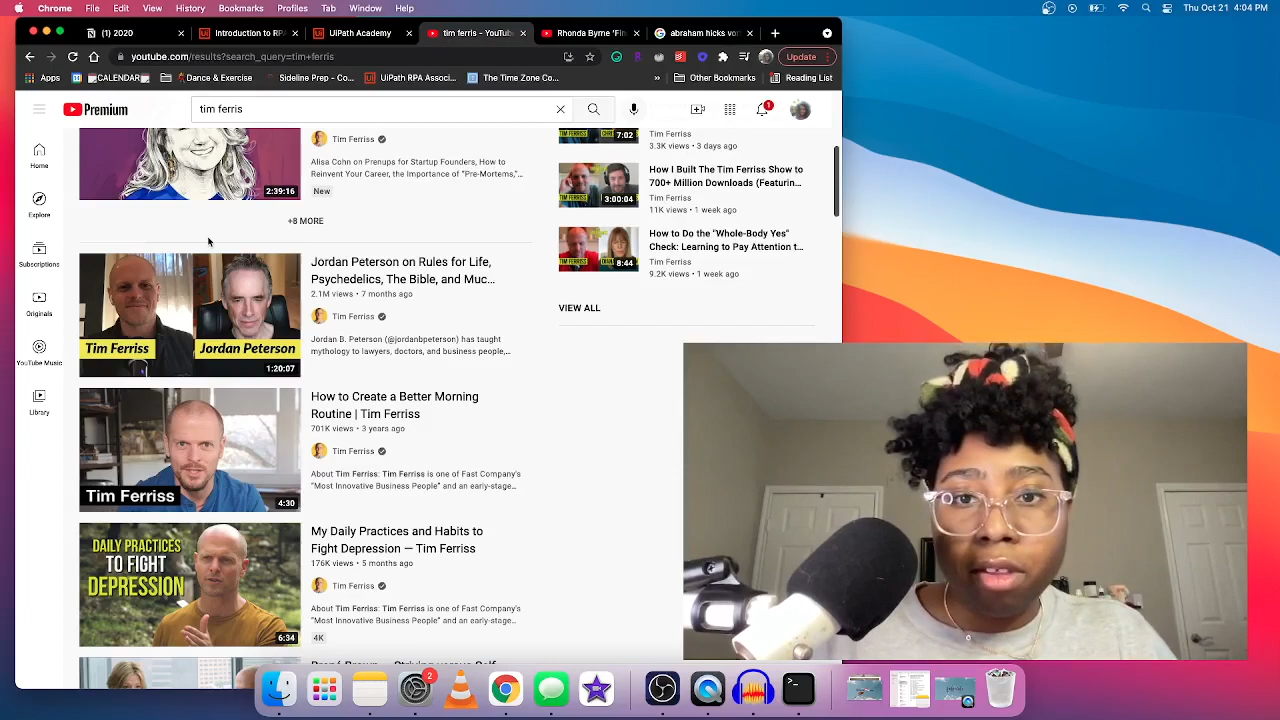 Chrome File Edit View History Bookmarks Profiles Tab Window Help
Thu Oct 21 4:04 PM
(1) 2020
Introduction to RPA
UiPath Academy
tim ferris - YouTube
Rhonda Byrne 'Fin
abraham hicks vor
youtube.com/results?search_query=tim+ferris
Update
Apps
CALENDAR
Dance & Exercise
Sideline Prep - Co...
UiPath RPA Associ...
The Time Zone Co...
»
Other Bookmarks
Reading List
Premium
tim ferris
1
Home
Explore
Subscriptions
Originals
YouTube Music
Library
2:39:16
Tim Ferriss
Alisa Cohn on Prenups for Startup Founders, How to
Reinvent Your Career, the Importance of "Pre-Mortems,"...
New
+8 MORE
Tim Ferriss
Jordan Peterson
1:20:07
Jordan Peterson on Rules for Life,
Psychedelics, The Bible, and Muc...
2.1M views • 7 months ago
Tim Ferriss
Jordan B. Peterson (@jordanbpeterson) has taught
mythology to lawyers, doctors, and business people,...
Tim Ferriss
4:30
How to Create a Better Morning
Routine | Tim Ferriss
701K views • 3 years ago
Tim Ferriss
About Tim Ferriss: Tim Ferriss is one of Fast Company's
"Most Innovative Business People" and an early-stage...
DAILY PRACTICES
TO FIGHT
DEPRESSION
6:34
My Daily Practices and Habits to
Fight Depression — Tim Ferriss
176K views • 5 months ago
Tim Ferriss
About Tim Ferriss: Tim Ferriss is one of Fast Company's
"Most Innovative Business People" and an early-stage...
4K
7:02
Tim Ferriss
3.3K views • 3 days ago
3:00:04
How I Built The Tim Ferriss Show to
700+ Million Downloads (Featurin...
Tim Ferriss
11K views • 1 week ago
8:44
How to Do the "Whole-Body Yes"
Check: Learning to Pay Attention t...
Tim Ferriss
9.2K views • 1 week ago
VIEW ALL
2